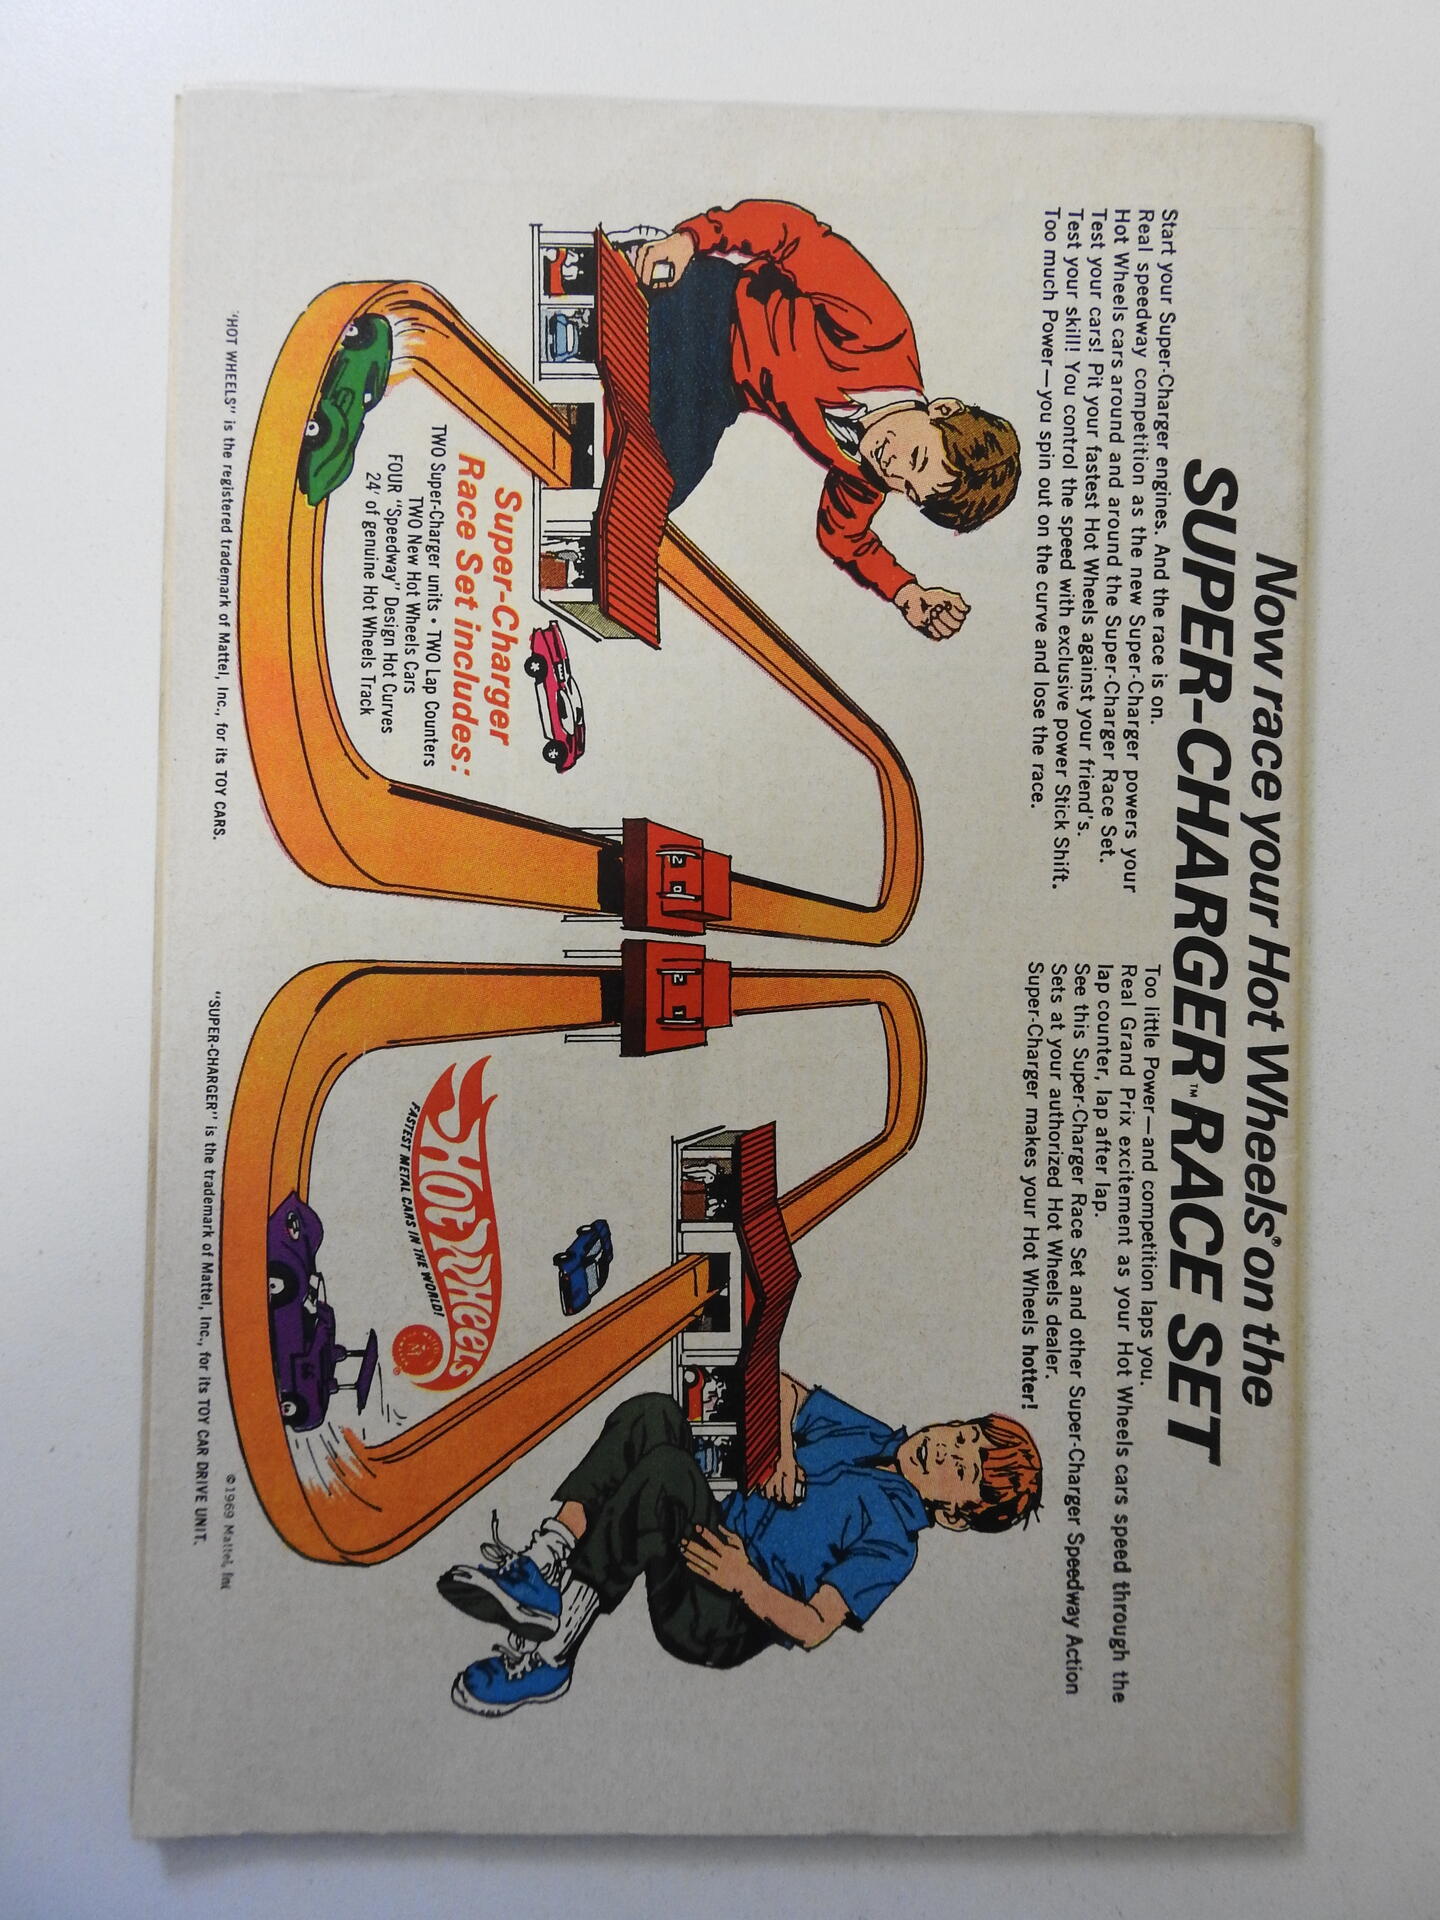 Now race your Hot Wheels® on the
SUPER-CHARGER™ RACE SET
Start your Super-Charger engines. And the race is on.
Real speedway competition as the new Super-Charger powers your
Hot Wheels cars around and around the Super-Charger Race Set.
Test your cars! Pit your fastest Hot Wheels against your friend's.
Test your skill! You control the speed with exclusive power Stick Shift.
Too much Power—you spin out on the curve and lose the race.
Too little Power—and competition laps you.
Real Grand Prix excitement as your Hot Wheels cars speed through the
lap counter, lap after lap.
See this Super-Charger Race Set and other Super-Charger Speedway Action
Sets at your authorized Hot Wheels dealer.
Super-Charger makes your Hot Wheels hotter!
2 0
2 1
Super-Charger
Race Set includes:
TWO Super-Charger units • TWO Lap Counters
TWO New Hot Wheels Cars
FOUR "Speedway" Design Hot Curves
24' of genuine Hot Wheels Track
HOT WHEELS
FASTEST METAL CARS IN THE WORLD!
®
"HOT WHEELS" is the registered trademark of Mattel, Inc., for its TOY CARS.
"SUPER-CHARGER" is the trademark of Mattel, Inc., for its TOY CAR DRIVE UNIT.
© 1969 Mattel, Inc